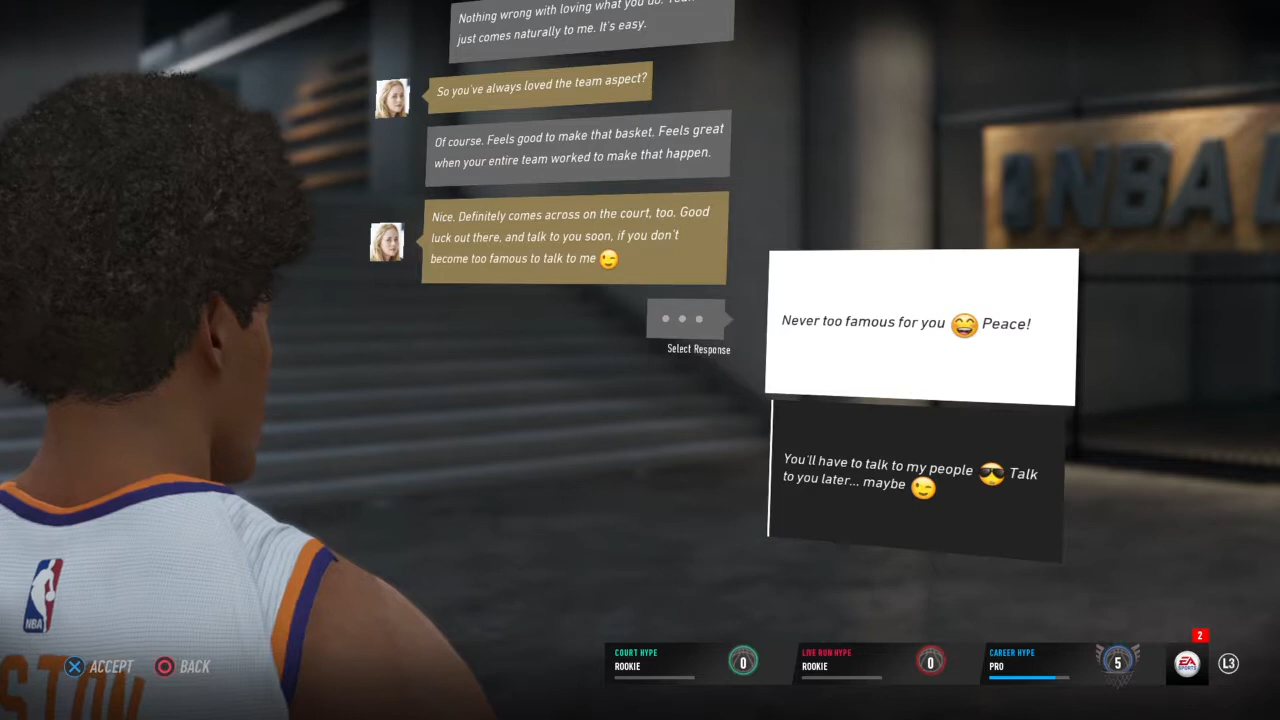 Nothing wrong with loving what you do.
just comes naturally to me. It's easy.
So you've always loved the team aspect?
Of course. Feels good to make that basket. Feels great
when your entire team worked to make that happen.
Nice. Definitely comes across on the court, too. Good
luck out there, and talk to you soon, if you don't
become too famous to talk to me 😉
Select Response
Never too famous for you 😄 Peace!
You'll have to talk to my people 😎 Talk
to you later... maybe 😉
NBA
NBA
STON
ACCEPT
BACK
COURT HYPE
ROOKIE
0
LIVE RUN HYPE
ROOKIE
0
CAREER HYPE
PRO
5
2
EA
SPORTS
L3